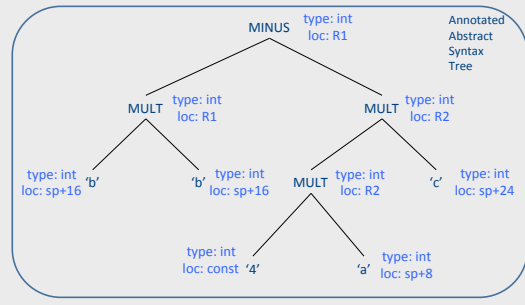 Annotated
Abstract
Syntax
Tree
MINUS
type: int
loc: R1
MULT
type: int
loc: R1
MULT
type: int
loc: R2
type: int
loc: sp+16
‘b’
‘b’
type: int
loc: sp+16
MULT
type: int
loc: R2
‘c’
type: int
loc: sp+24
type: int
loc: const
‘4’
‘a’
type: int
loc: sp+8